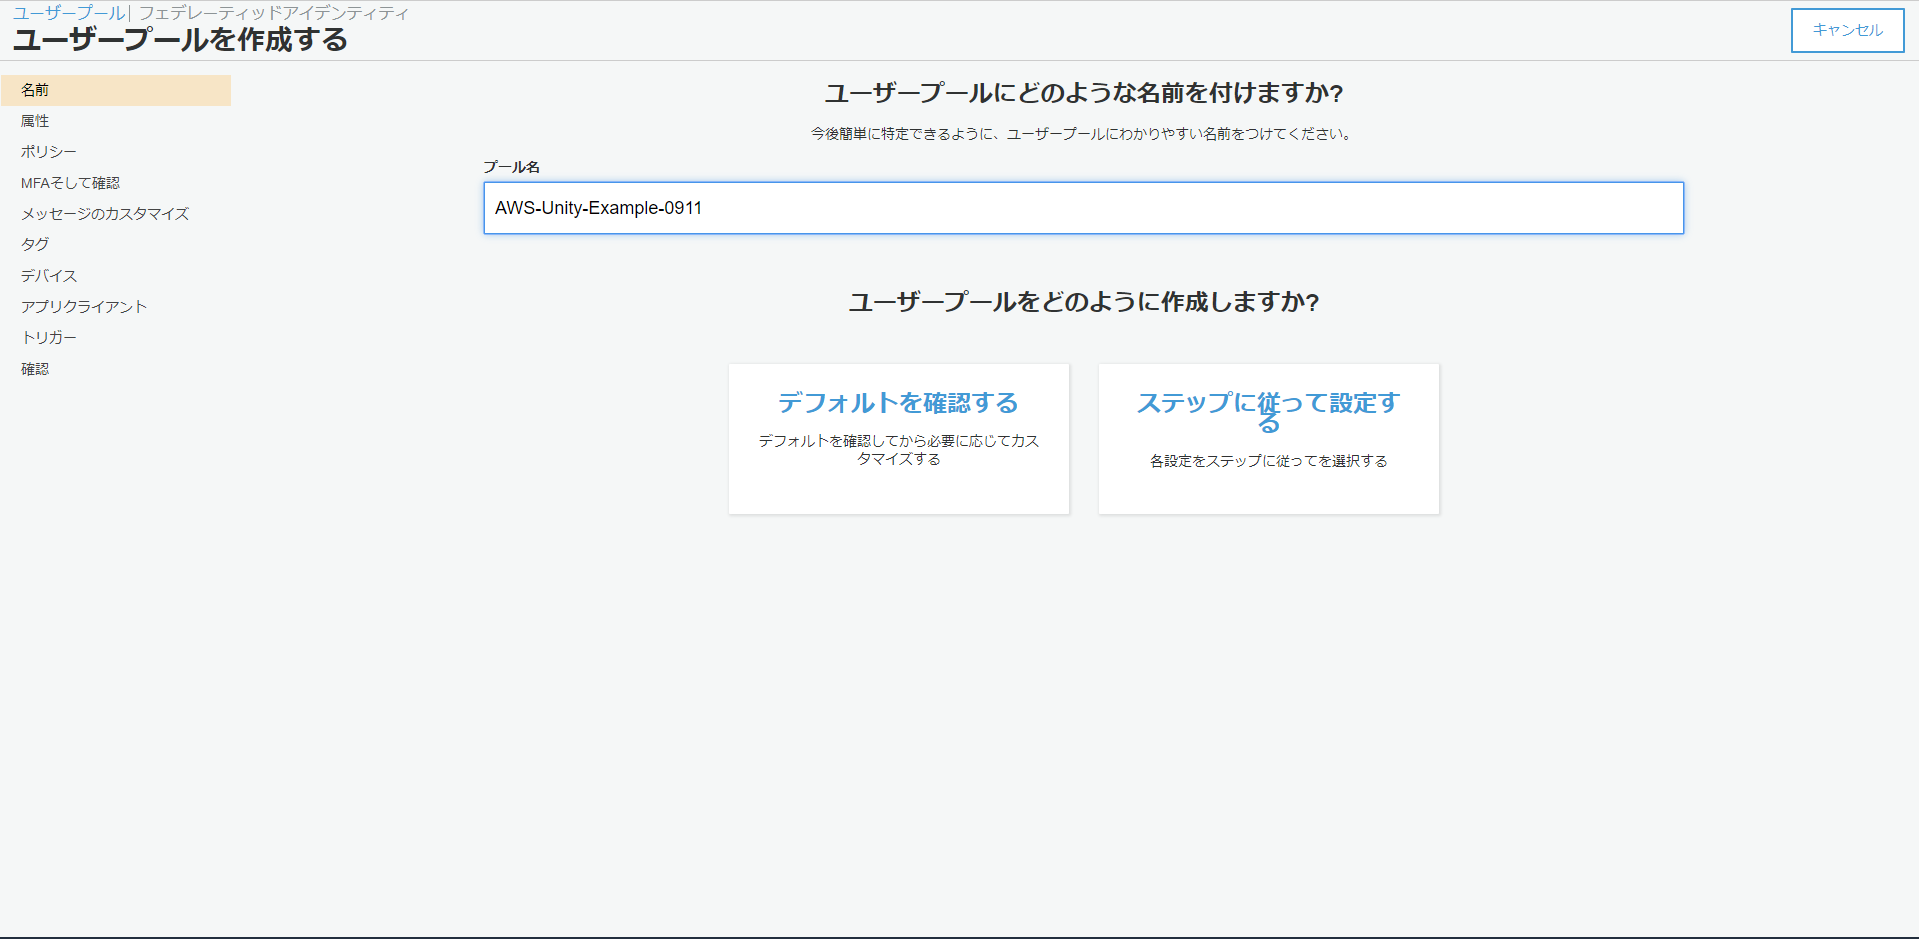 ユーザープール| フェデレーティッドアイデンティティ
ユーザープールを作成する
キャンセル
名前
属性
ポリシー
MFAそして確認
メッセージのカスタマイズ
タグ
デバイス
アプリクライアント
トリガー
確認
ユーザープールにどのような名前を付けますか?
今後簡単に特定できるように、ユーザープールにわかりやすい名前をつけてください。
プール名
AWS-Unity-Example-0911
ユーザープールをどのように作成しますか?
デフォルトを確認する
デフォルトを確認してから必要に応じてカス
タマイズする
ステップに従って設定す
る
各設定をステップに従ってを選択する